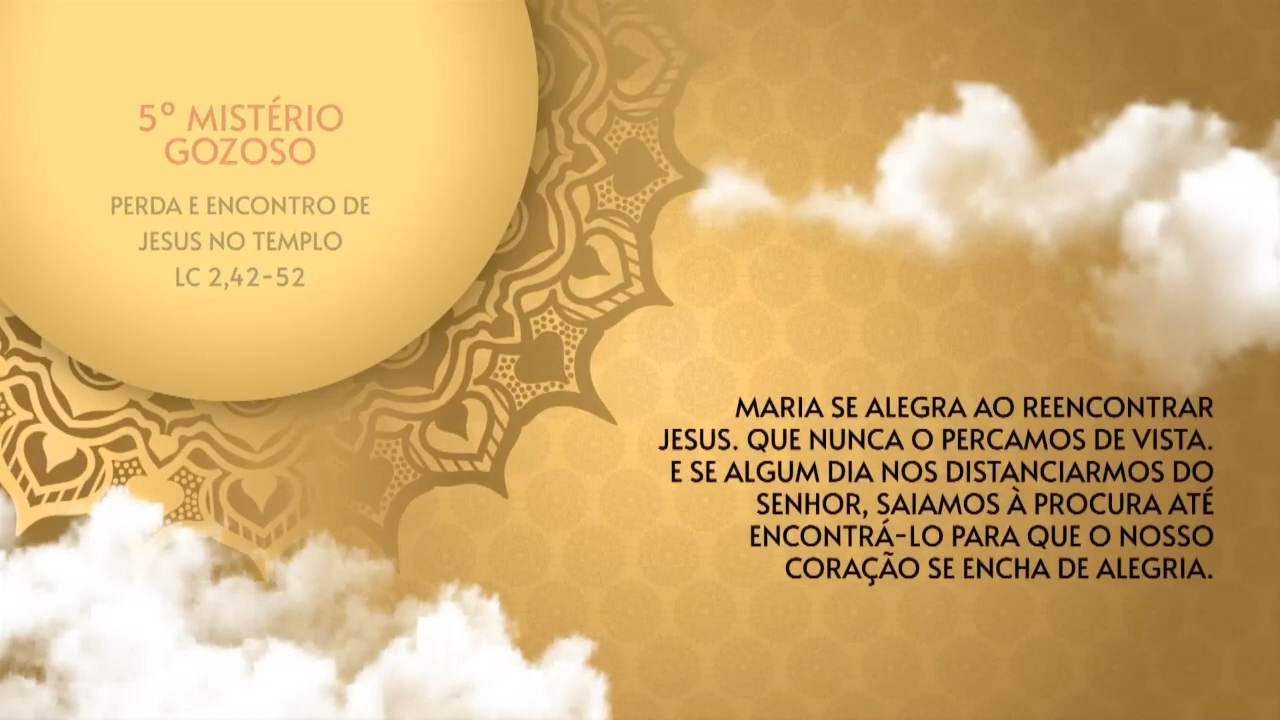 5º MISTÉRIO
GOZOSO
PERDA E ENCONTRO DE
JESUS NO TEMPLO
LC 2,42-52
MARIA SE ALEGRA AO REENCONTRAR
JESUS. QUE NUNCA O PERCAMOS DE VISTA.
E SE ALGUM DIA NOS DISTANCIARMOS DO
SENHOR, SAIAMOS À PROCURA ATÉ
ENCONTRÁ-LO PARA QUE O NOSSO
CORAÇÃO SE ENCHA DE ALEGRIA.